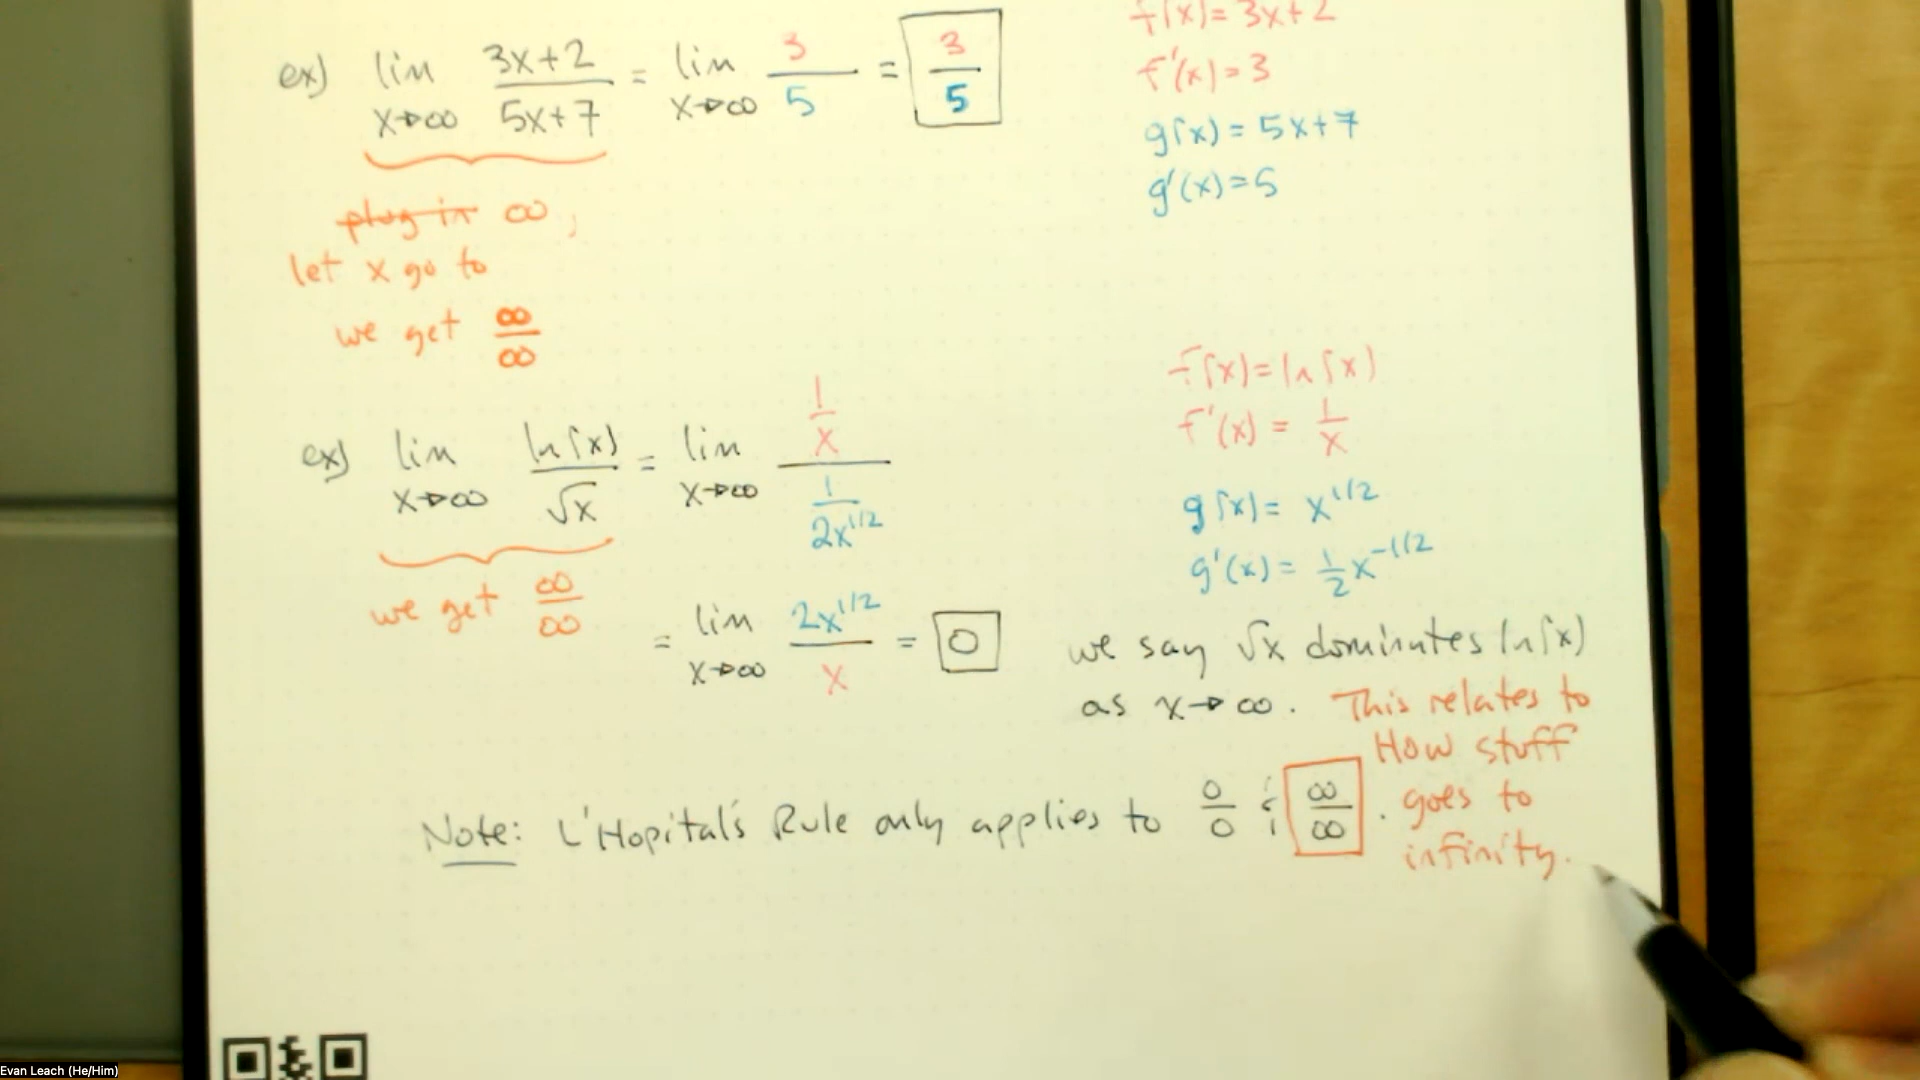 ex) lim x→∞ 3x+2 / 5x+7 = lim x→∞ 3 / 5 = 3 / 5
f(x)=3x+2
f'(x)=3
g(x)=5x+7
g'(x)=5
plug in ∞,
let x go to
we get ∞/∞
ex) lim x→∞ ln(x) / √x = lim x→∞ (1/x) / (1/2x^1/2)
we get ∞/∞
= lim x→∞ 2x^1/2 / x = 0
f(x)=ln(x)
f'(x)=1/x
g(x)=x^1/2
g'(x)=1/2 x^-1/2
we say √x dominates ln(x)
as x→∞. This relates to
How stuff
goes to
infinity.
Note: L'Hopital's Rule only applies to 0/0 & ∞/∞.
Evan Leach (He/Him)